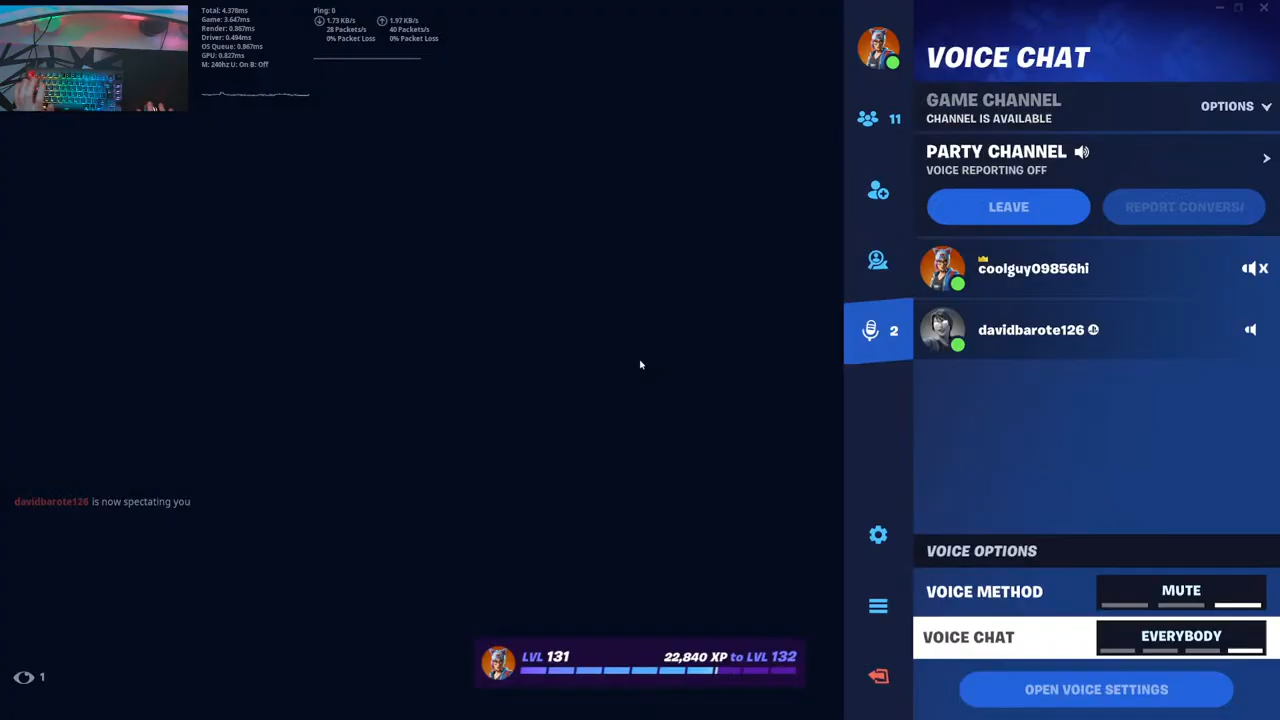 Total: 4.378ms
Game: 3.647ms
Render: 0.867ms
Driver: 0.494ms
OS Queue: 0.967ms
GPU: 0.827ms
M: 240hz U: On B: Off
Ping: 0
1.73 KB/s
28 Packets/s
0% Packet Loss
1.97 KB/s
40 Packets/s
0% Packet Loss
VOICE CHAT
GAME CHANNEL
CHANNEL IS AVAILABLE
OPTIONS
11
PARTY CHANNEL
VOICE REPORTING OFF
LEAVE
REPORT CONVERSA
coolguy09856hi
2
davidbarote126
davidbarote126 is now spectating you
VOICE OPTIONS
VOICE METHOD
MUTE
VOICE CHAT
EVERYBODY
LVL 131
22,840 XP to LVL 132
1
OPEN VOICE SETTINGS